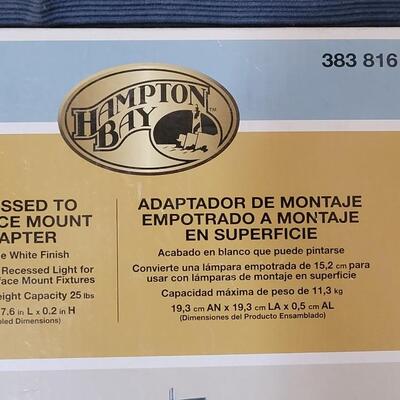 383 816
HAMPTON
BAY
TM
SSED TO
CE MOUNT
APTER
e White Finish
Recessed Light for
face Mount Fixtures
eight Capacity 25 lbs
7.6 in L x 0.2 in H
bled Dimensions)
ADAPTADOR DE MONTAJE
EMPOTRADO A MONTAJE
EN SUPERFICIE
Acabado en blanco que puede pintarse
Convierte una lámpara empotrada de 15,2 cm para
usar con lámparas de montaje en superficie
Capacidad máxima de peso de 11,3 kg
19,3 cm AN x 19,3 cm LA x 0,5 cm AL
(Dimensiones del Producto Ensamblado)